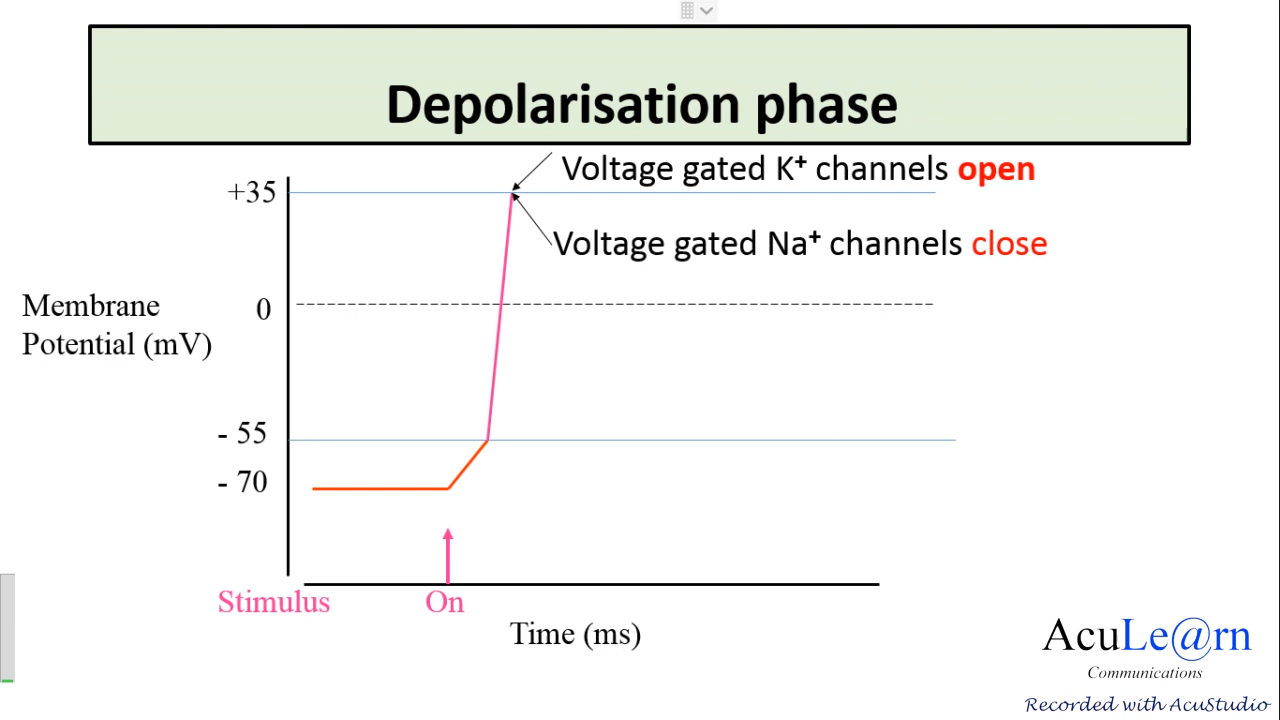 Depolarisation phase
Voltage gated K⁺ channels open
+35
Voltage gated Na⁺ channels close
Membrane
Potential (mV)
0
- 55
- 70
Stimulus
On
Time (ms)
AcuLe@rn
Communications
Recorded with AcuStudio